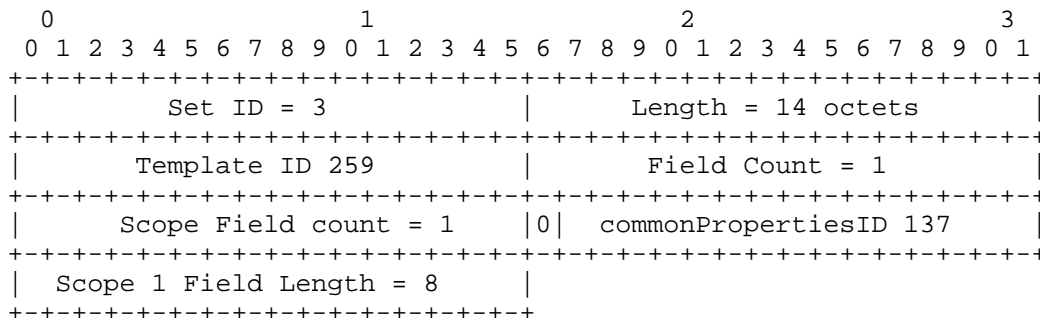 0                   1                   2                   3
 0 1 2 3 4 5 6 7 8 9 0 1 2 3 4 5 6 7 8 9 0 1 2 3 4 5 6 7 8 9 0 1
+-+-+-+-+-+-+-+-+-+-+-+-+-+-+-+-+-+-+-+-+-+-+-+-+-+-+-+-+-+-+-+-+
|         Set ID = 3            |      Length = 14 octets       |
+-+-+-+-+-+-+-+-+-+-+-+-+-+-+-+-+-+-+-+-+-+-+-+-+-+-+-+-+-+-+-+-+
|       Template ID 259         |       Field Count = 1         |
+-+-+-+-+-+-+-+-+-+-+-+-+-+-+-+-+-+-+-+-+-+-+-+-+-+-+-+-+-+-+-+-+
|      Scope Field count = 1    |0|  commonPropertiesID 137     |
+-+-+-+-+-+-+-+-+-+-+-+-+-+-+-+-+-+-+-+-+-+-+-+-+-+-+-+-+-+-+-+-+
|  Scope 1 Field Length = 8     |
+-+-+-+-+-+-+-+-+-+-+-+-+-+-+-+-+